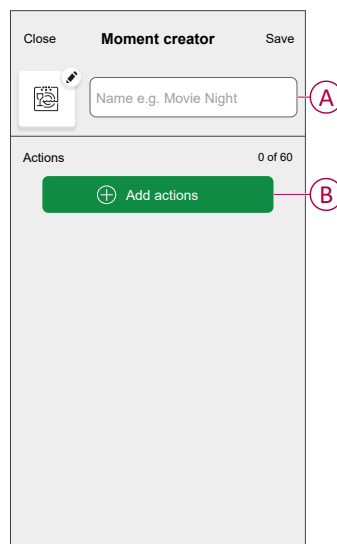 Close Moment creator Save
Name e.g. Movie Night A
Actions 0 of 60
Add actions B